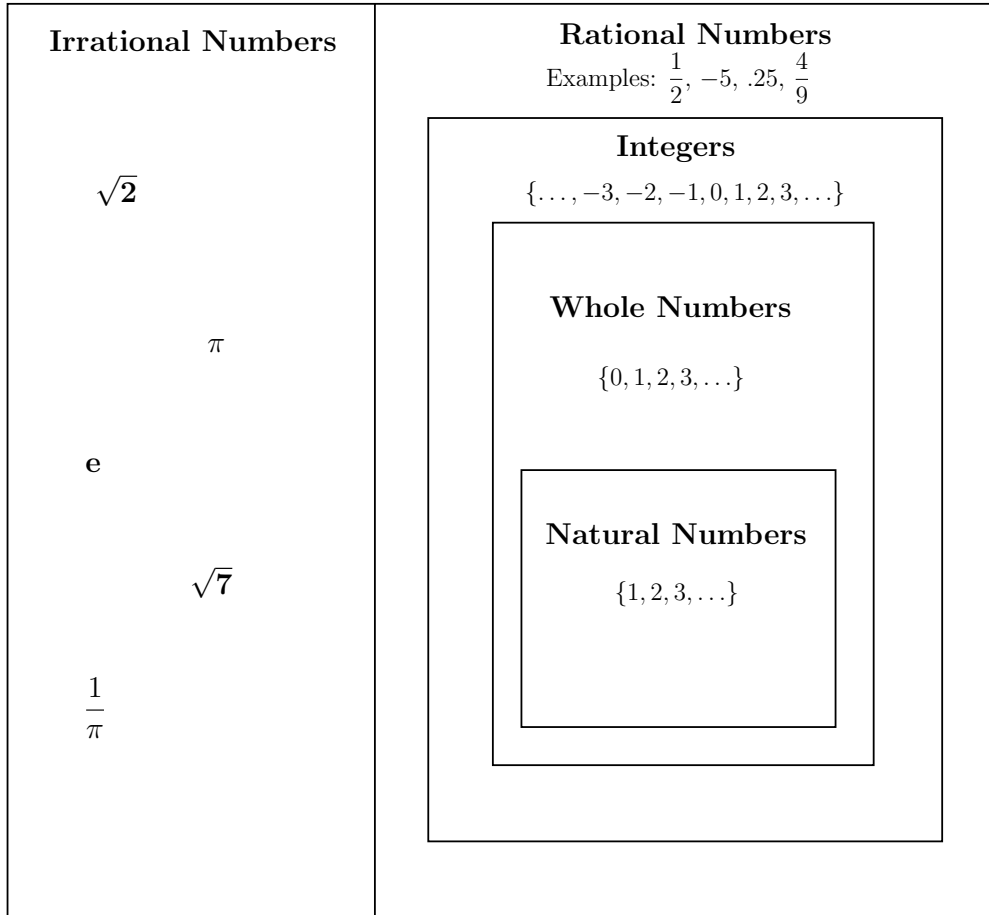 Irrational Numbers
√2
π
e
√7
1/π
Rational Numbers
Examples: 1/2, −5, .25, 4/9
Integers
{…, −3, −2, −1, 0, 1, 2, 3, …}
Whole Numbers
{0, 1, 2, 3, …}
Natural Numbers
{1, 2, 3, …}